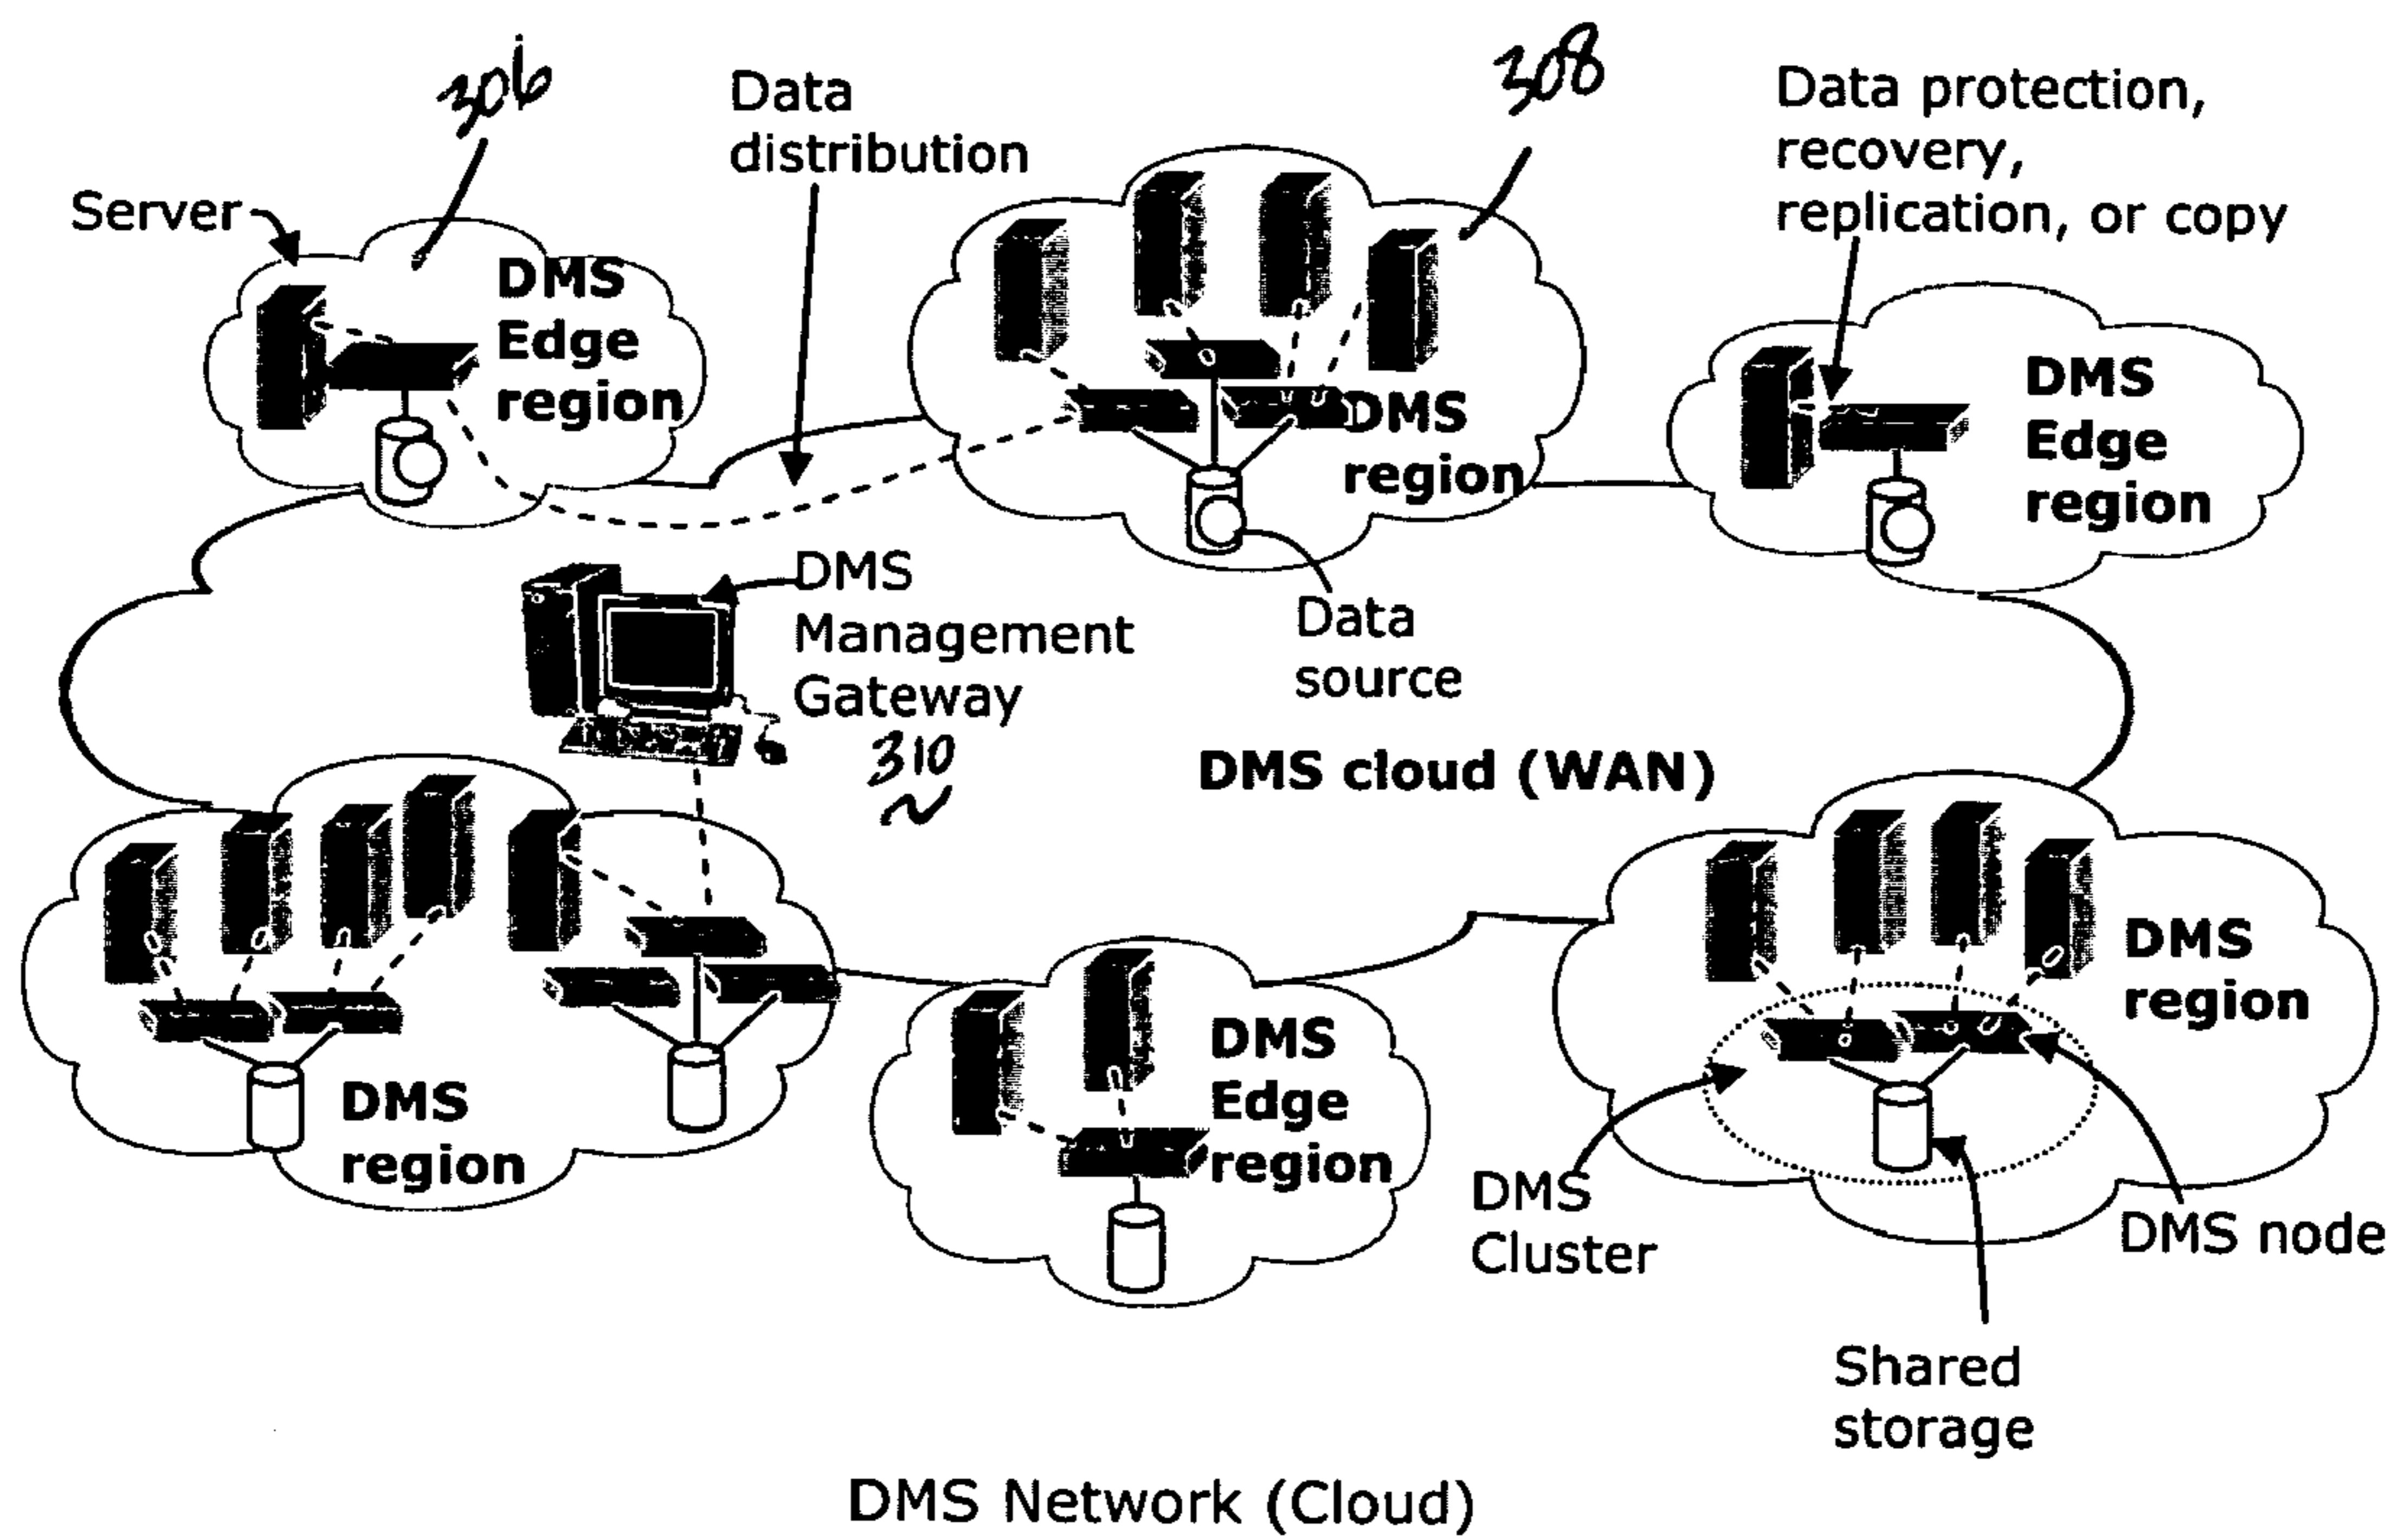 306
Data
distribution
308
Data protection,
recovery,
replication, or copy
Server
DMS
Edge
region
DMS
region
DMS
Edge
region
DMS
Management
Gateway
310
Data
source
DMS cloud (WAN)
DMS
region
DMS
Edge
region
DMS
region
DMS
Cluster
DMS node
Shared
storage
DMS Network (Cloud)